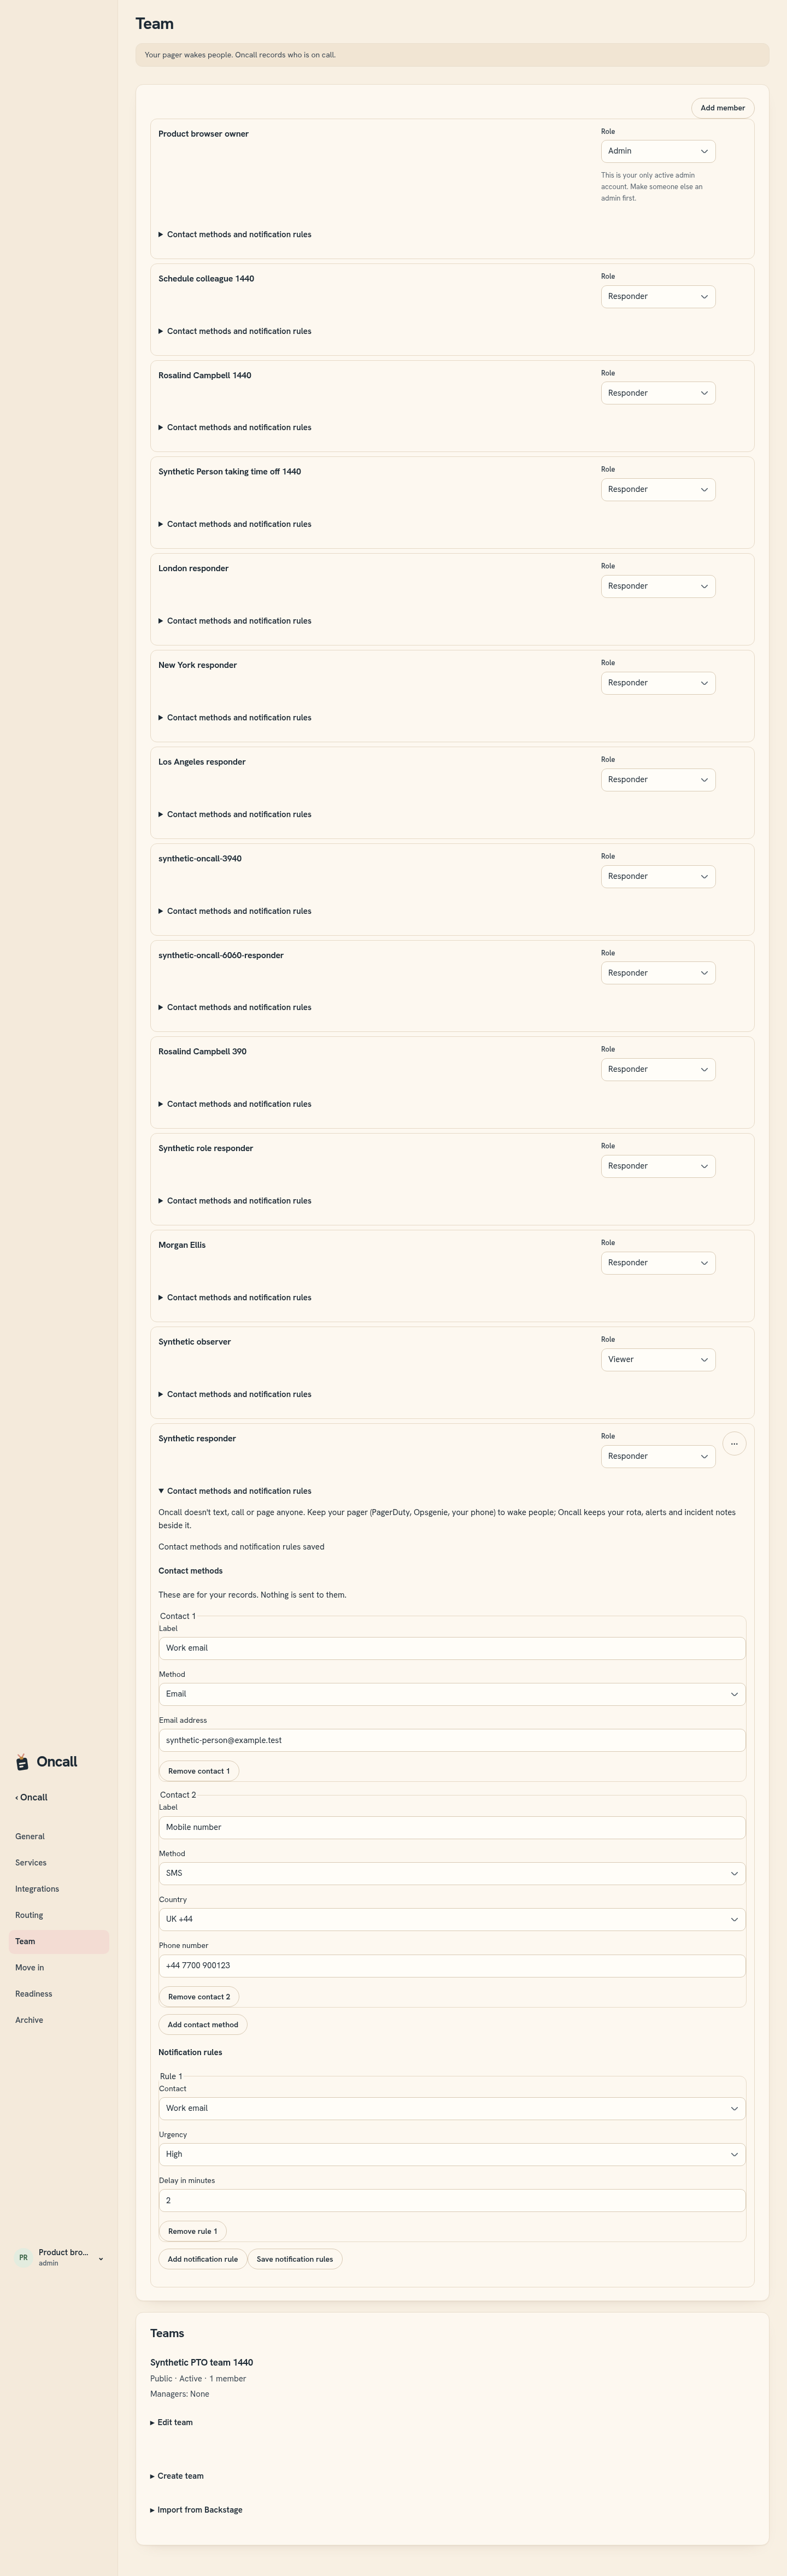 Team
Your pager wakes people. Oncall records who is on call.
Add member
Product browser owner
Role
Admin
This is your only active admin
account. Make someone else an
admin first.
Contact methods and notification rules
Schedule colleague 1440
Role
Responder
Contact methods and notification rules
Rosalind Campbell 1440
Role
Responder
Contact methods and notification rules
Synthetic Person taking time off 1440
Role
Responder
Contact methods and notification rules
London responder
Role
Responder
Contact methods and notification rules
New York responder
Role
Responder
Contact methods and notification rules
Los Angeles responder
Role
Responder
Contact methods and notification rules
synthetic-oncall-3940
Role
Responder
Contact methods and notification rules
synthetic-oncall-6060-responder
Role
Responder
Contact methods and notification rules
Rosalind Campbell 390
Role
Responder
Contact methods and notification rules
Synthetic role responder
Role
Responder
Contact methods and notification rules
Morgan Ellis
Role
Responder
Contact methods and notification rules
Synthetic observer
Role
Viewer
Contact methods and notification rules
Synthetic responder
Role
Responder
...
Contact methods and notification rules
Oncall doesn't text, call or page anyone. Keep your pager (PagerDuty, Opsgenie, your phone) to wake people; Oncall keeps your rota, alerts and incident notes
beside it.
Contact methods and notification rules saved
Contact methods
These are for your records. Nothing is sent to them.
Contact 1
Label
Work email
Method
Email
Email address
synthetic-person@example.test
Remove contact 1
Contact 2
Label
Mobile number
Method
SMS
Country
UK +44
Phone number
+44 7700 900123
Remove contact 2
Add contact method
Notification rules
Rule 1
Contact
Work email
Urgency
High
Delay in minutes
2
Remove rule 1
Add notification rule
Save notification rules
Teams
Synthetic PTO team 1440
Public · Active · 1 member
Managers: None
Edit team
Create team
Import from Backstage
Oncall
‹ Oncall
General
Services
Integrations
Routing
Team
Move in
Readiness
Archive
PR
Product bro...
admin